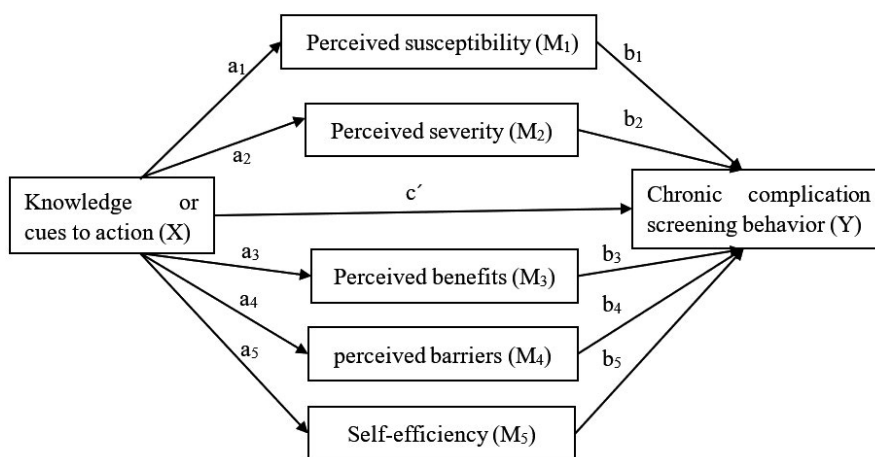 Perceived susceptibility (M₁)
a₁
b₁
Perceived severity (M₂)
a₂
b₂
Knowledge or
cues to action (X)
c´
Chronic complication
screening behavior (Y)
a₃
Perceived benefits (M₃)
b₃
a₄
perceived barriers (M₄)
b₄
a₅
b₅
Self-efficiency (M₅)